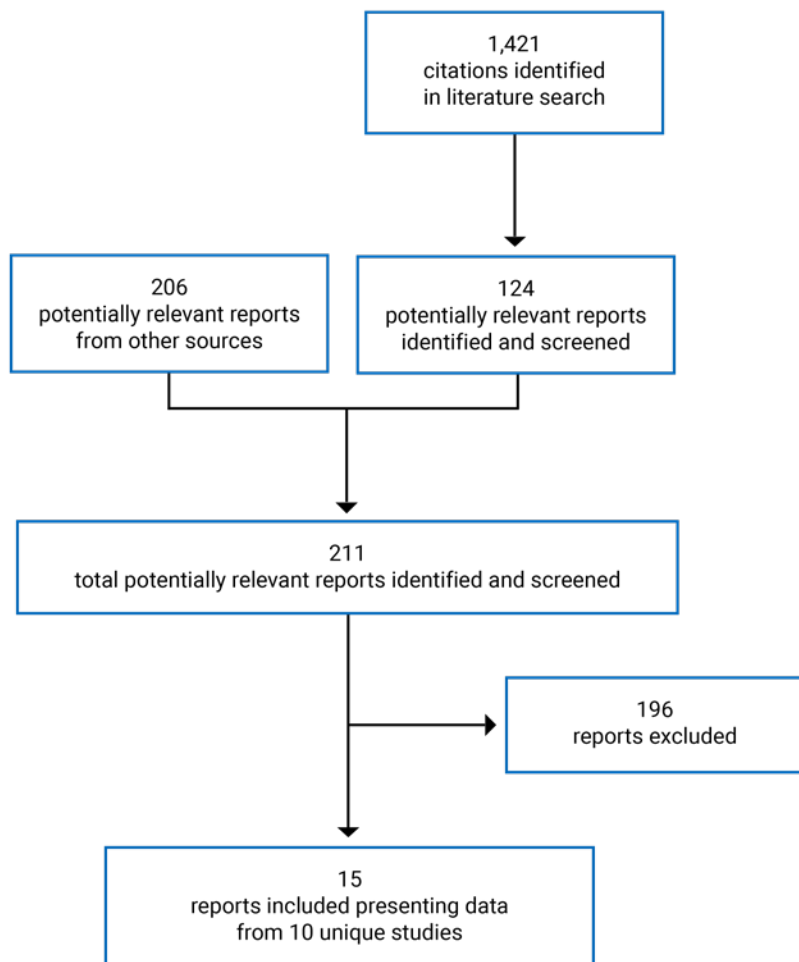 1,421
citations identified
in literature search
206
potentially relevant reports
from other sources
124
potentially relevant reports
identified and screened
211
total potentially relevant reports identified and screened
196
reports excluded
15
reports included presenting data
from 10 unique studies